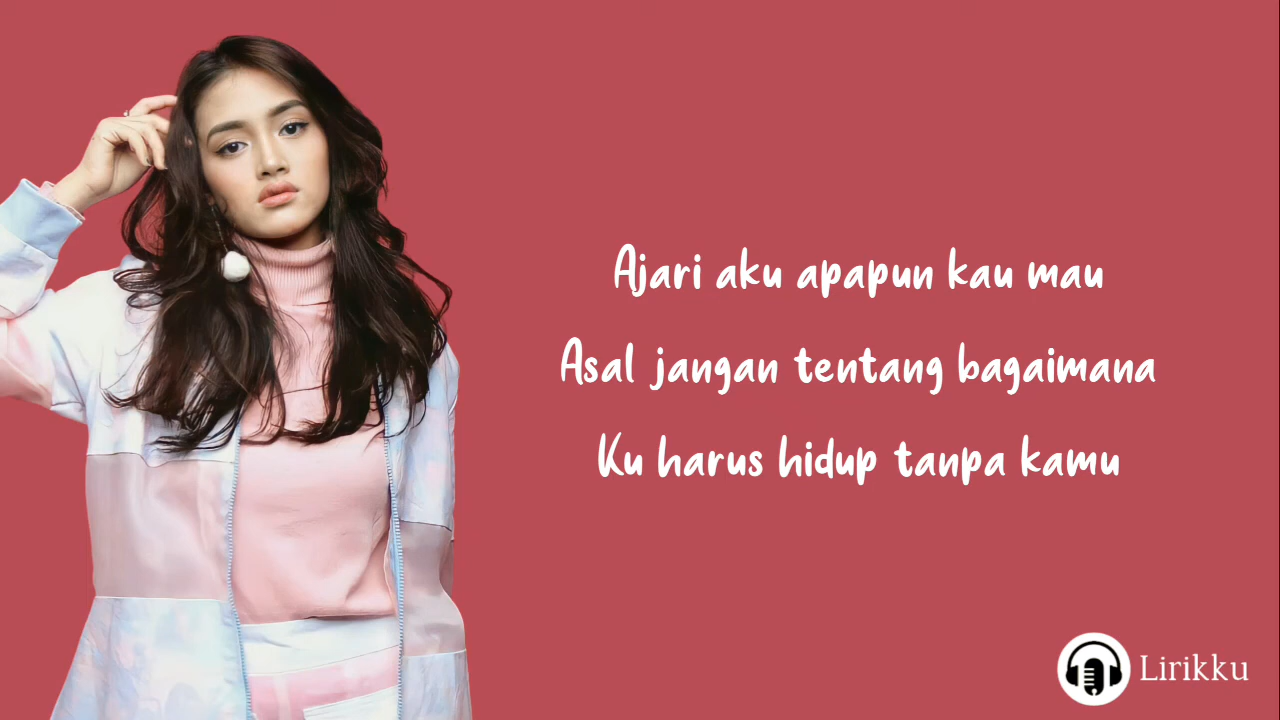 Ajari aku apapun kau mau
Asal jangan tentang bagaimana
Ku harus hidup tanpa kamu
Lirikku